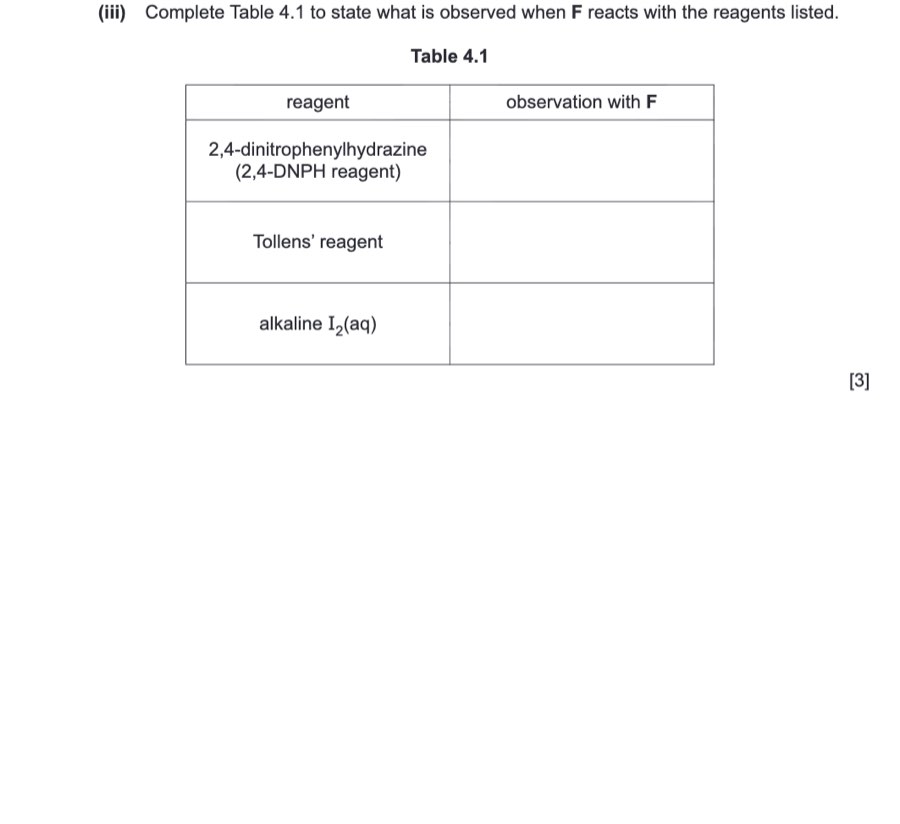 (iii) Complete Table 4.1 to state what is observed when F reacts with the reagents listed.
Table 4.1
reagent
observation with F
2,4-dinitrophenylhydrazine
(2,4-DNPH reagent)
Tollens’ reagent
alkaline I₂(aq)
[3]